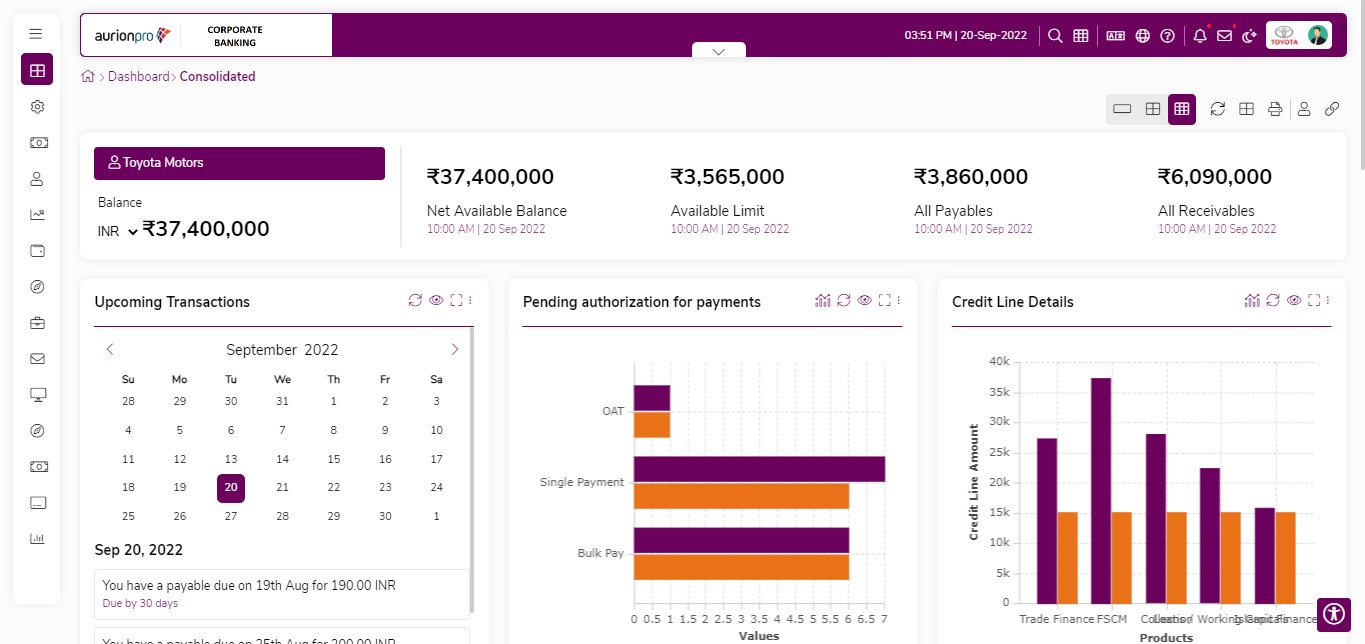 aurionpro
CORPORATE
BANKING
03:51 PM | 20-Sep-2022
TOYOTA
Dashboard > Consolidated
Toyota Motors
Balance
INR ₹37,400,000
₹37,400,000
Net Available Balance
10:00 AM | 20 Sep 2022
₹3,565,000
Available Limit
10:00 AM | 20 Sep 2022
₹3,860,000
All Payables
10:00 AM | 20 Sep 2022
₹6,090,000
All Receivables
10:00 AM | 20 Sep 2022
Upcoming Transactions
September 2022
Su Mo Tu We Th Fr Sa
28 29 30 31 1 2 3
4 5 6 7 8 9 10
11 12 13 14 15 16 17
18 19 20 21 22 23 24
25 26 27 28 29 30 1
Sep 20, 2022
You have a payable due on 19th Aug for 190.00 INR
Due by 30 days
You have a payable due on 25th Aug for 200.00 INR
Pending authorization for payments
OAT
Single Payment
Bulk Pay
0 0.5 1 1.5 2 2.5 3 3.5 4 4.5 5 5.5 6 6.5 7
Values
Credit Line Details
Credit Line Amount
40k
35k
30k
25k
20k
15k
10k
5k
0
Trade Finance FSCM Working Finance
Products